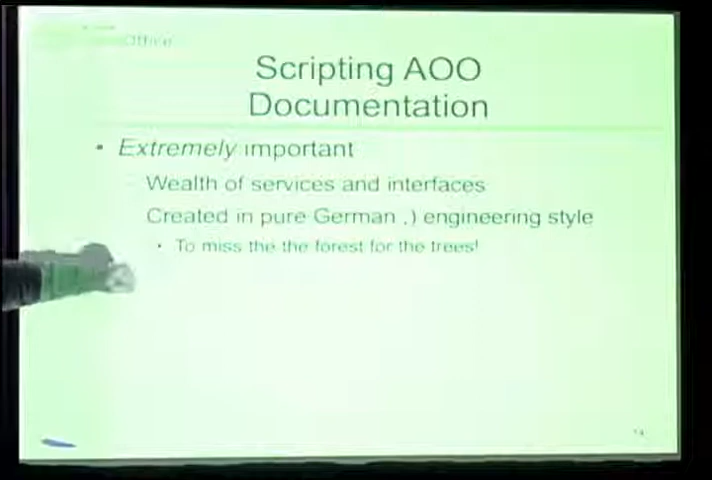 Office
Scripting AOO
Documentation
• Extremely important
Wealth of services and interfaces
Created in pure German ;) engineering style
• To miss the the forest for the trees!